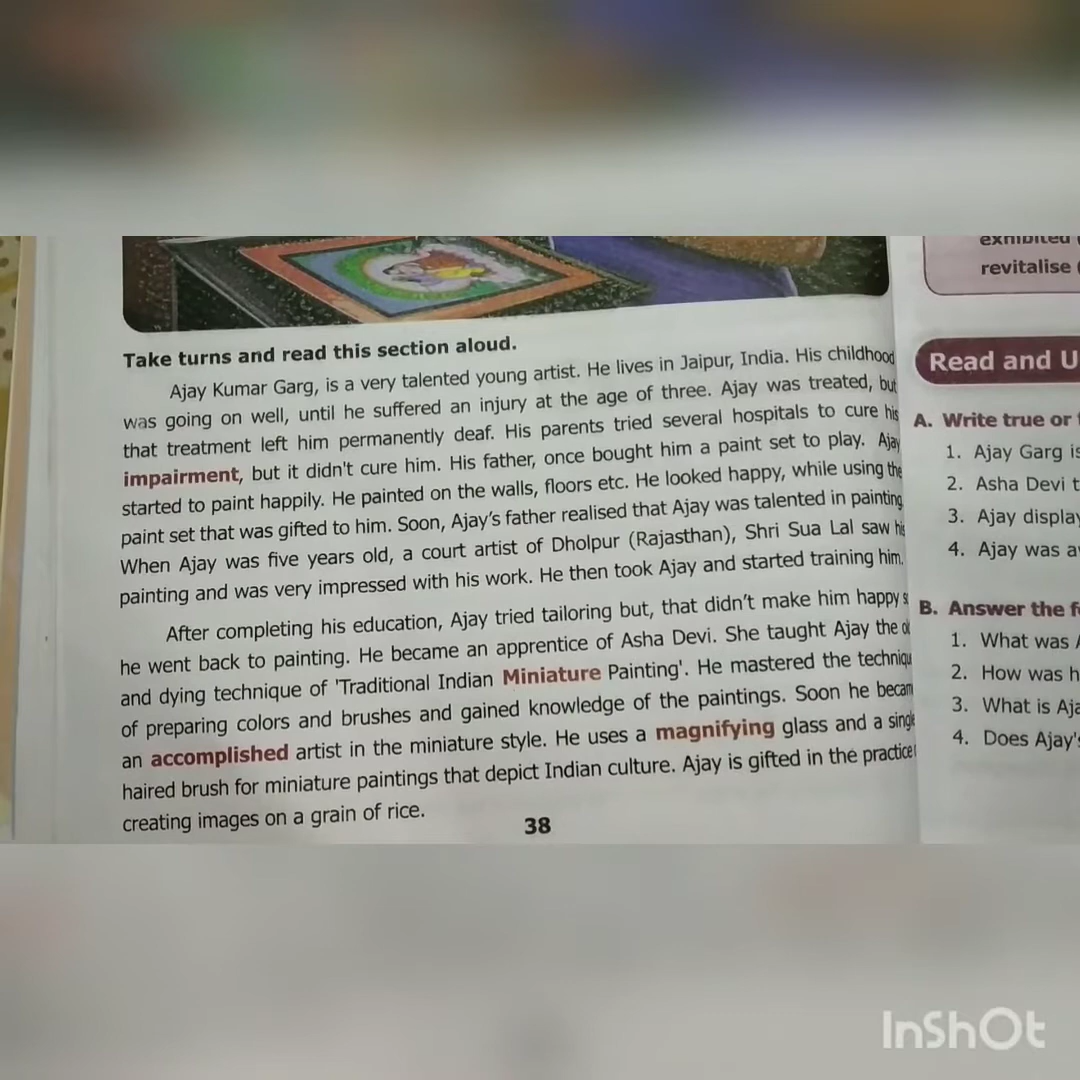 Take turns and read this section aloud.
Ajay Kumar Garg, is a very talented young artist. He lives in Jaipur, India. His childhood
was going on well, until he suffered an injury at the age of three. Ajay was treated, but
that treatment left him permanently deaf. His parents tried several hospitals to cure his
impairment, but it didn't cure him. His father, once bought him a paint set to play. Ajay
started to paint happily. He painted on the walls, floors etc. He looked happy, while using the
paint set that was gifted to him. Soon, Ajay's father realised that Ajay was talented in painting
When Ajay was five years old, a court artist of Dholpur (Rajasthan), Shri Sua Lal saw his
painting and was very impressed with his work. He then took Ajay and started training him.
After completing his education, Ajay tried tailoring but, that didn't make him happy
he went back to painting. He became an apprentice of Asha Devi. She taught Ajay the
and dying technique of 'Traditional Indian Miniature Painting'. He mastered the
of preparing colors and brushes and gained knowledge of the paintings. Soon he
an accomplished artist in the miniature style. He uses a magnifying glass and a
haired brush for miniature paintings that depict Indian culture. Ajay is gifted in the practice
creating images on a grain of rice.
38
exhibited
revitalise
Read and U
A. Write true or
1. Ajay Garg is
2. Asha Devi t
3. Ajay display
4. Ajay was
B. Answer the
1. What was
2. How was h
3. What is
4. Does Ajay's
InShOt